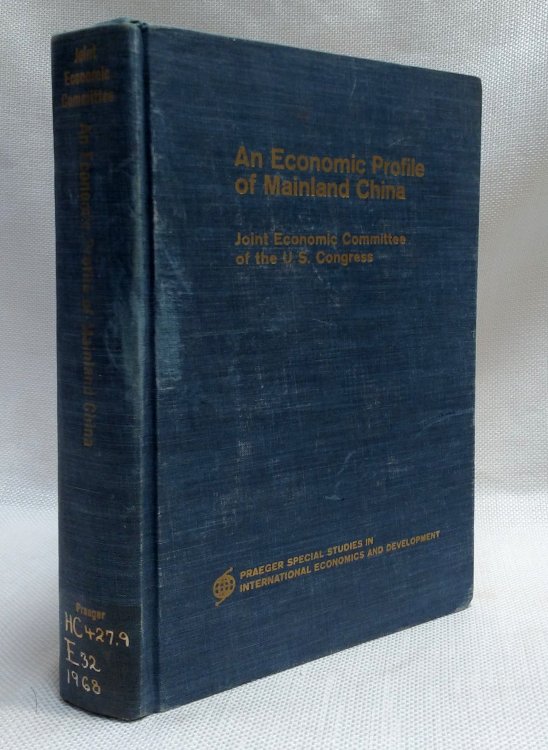 Joint
Economic
Committee
An Economic Profile of Mainland China
Praeger
HC427.9
E32
1968
An Economic Profile
of Mainland China
Joint Economic Committee
of the U.S. Congress
PRAEGER SPECIAL STUDIES IN
INTERNATIONAL ECONOMICS AND DEVELOPMENT